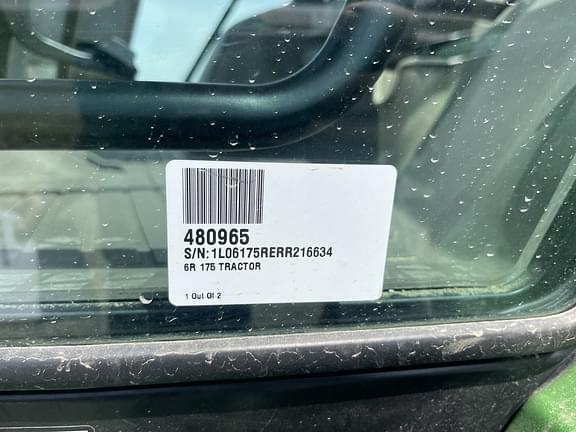 480965
S/N:1L06175RERR216634
6R 175 TRACTOR
1 Out Of 2